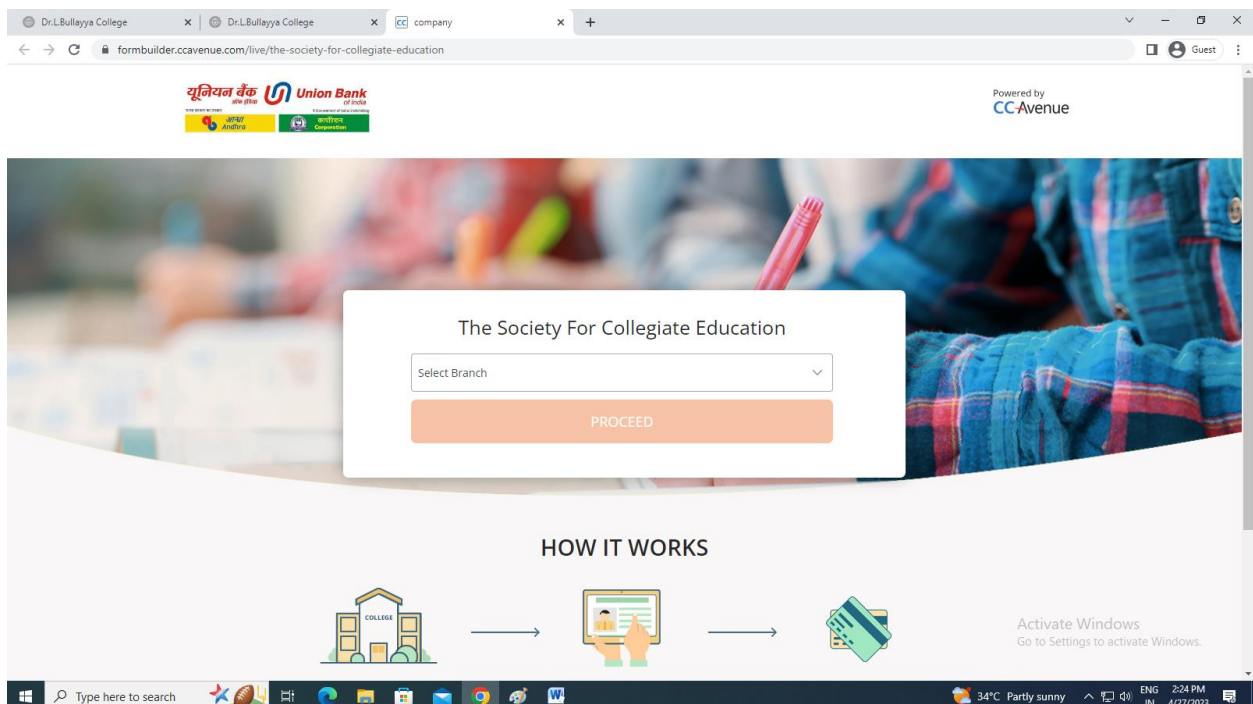 Dr.L.Bullayya College
Dr.L.Bullayya College
CC company
formbuilder.ccavenue.com/live/the-society-for-collegiate-education
Guest
यूनियन बैंक Union Bank
ऑफ इंडिया of India
आन्ध्रा Andhra
कार्पोरेशन Corporation
Powered by
CCAvenue
The Society For Collegiate Education
Select Branch
PROCEED
HOW IT WORKS
COLLEGE
Activate Windows
Go to Settings to activate Windows.
Type here to search
34°C Partly sunny
ENG 2:24 PM
IN 4/27/2023